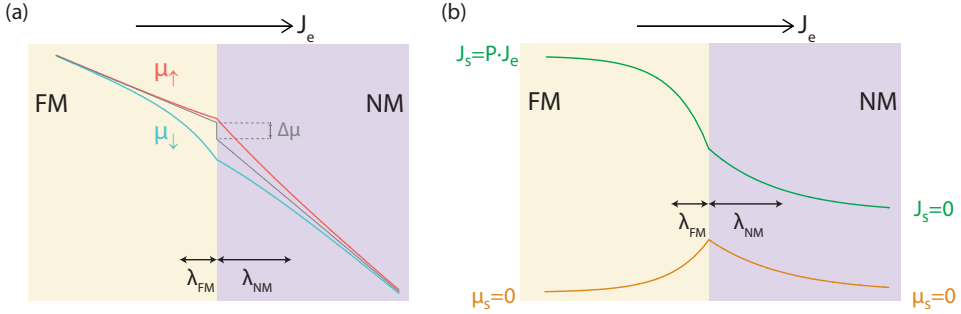 (a)
J_e
FM
μ↑
μ↓
NM
Δμ
λ_FM
λ_NM
(b)
J_e
J_s=P·J_e
FM
NM
λ_FM
λ_NM
J_s=0
μ_s=0
μ_s=0